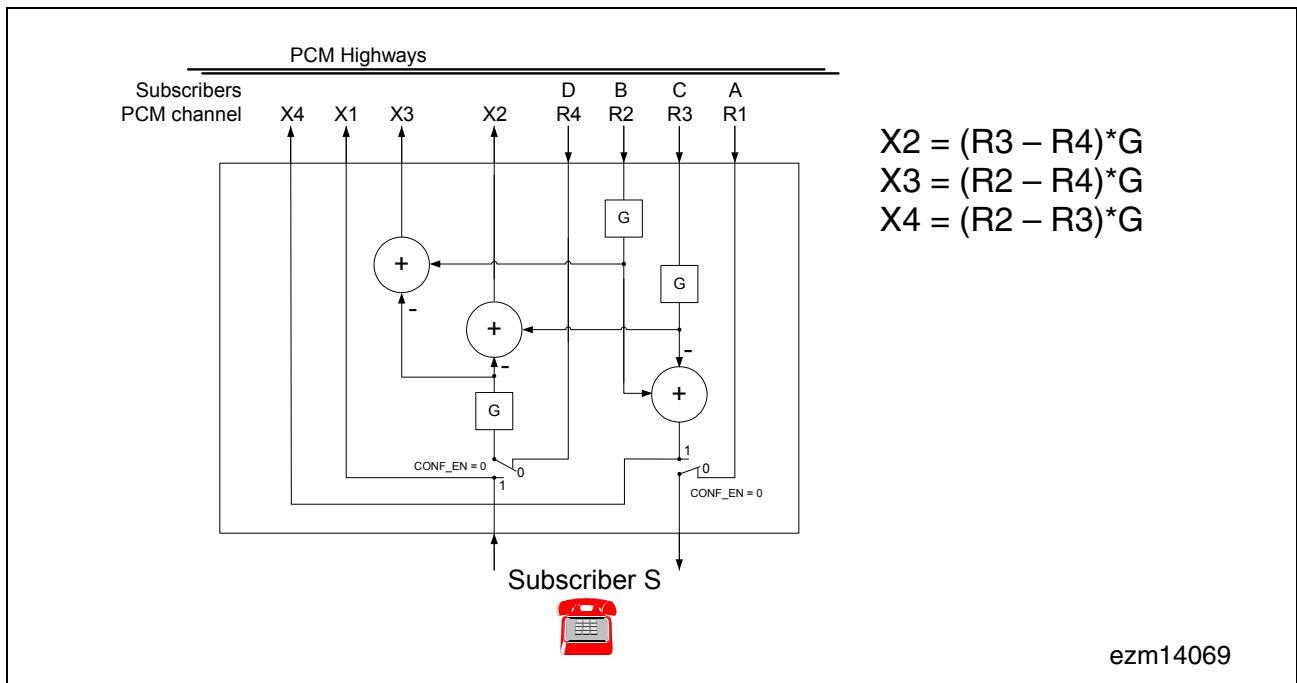 PCM Highways
Subscribers D B C A
PCM channel X4 X1 X3 X2 R4 R2 R3 R1
X2 = (R3 – R4)*G
X3 = (R2 – R4)*G
X4 = (R2 – R3)*G
G
+
G
-
+
-
-
+
G
1
CONF_EN = 0
0
0
1
CONF_EN = 0
Subscriber S
ezm14069